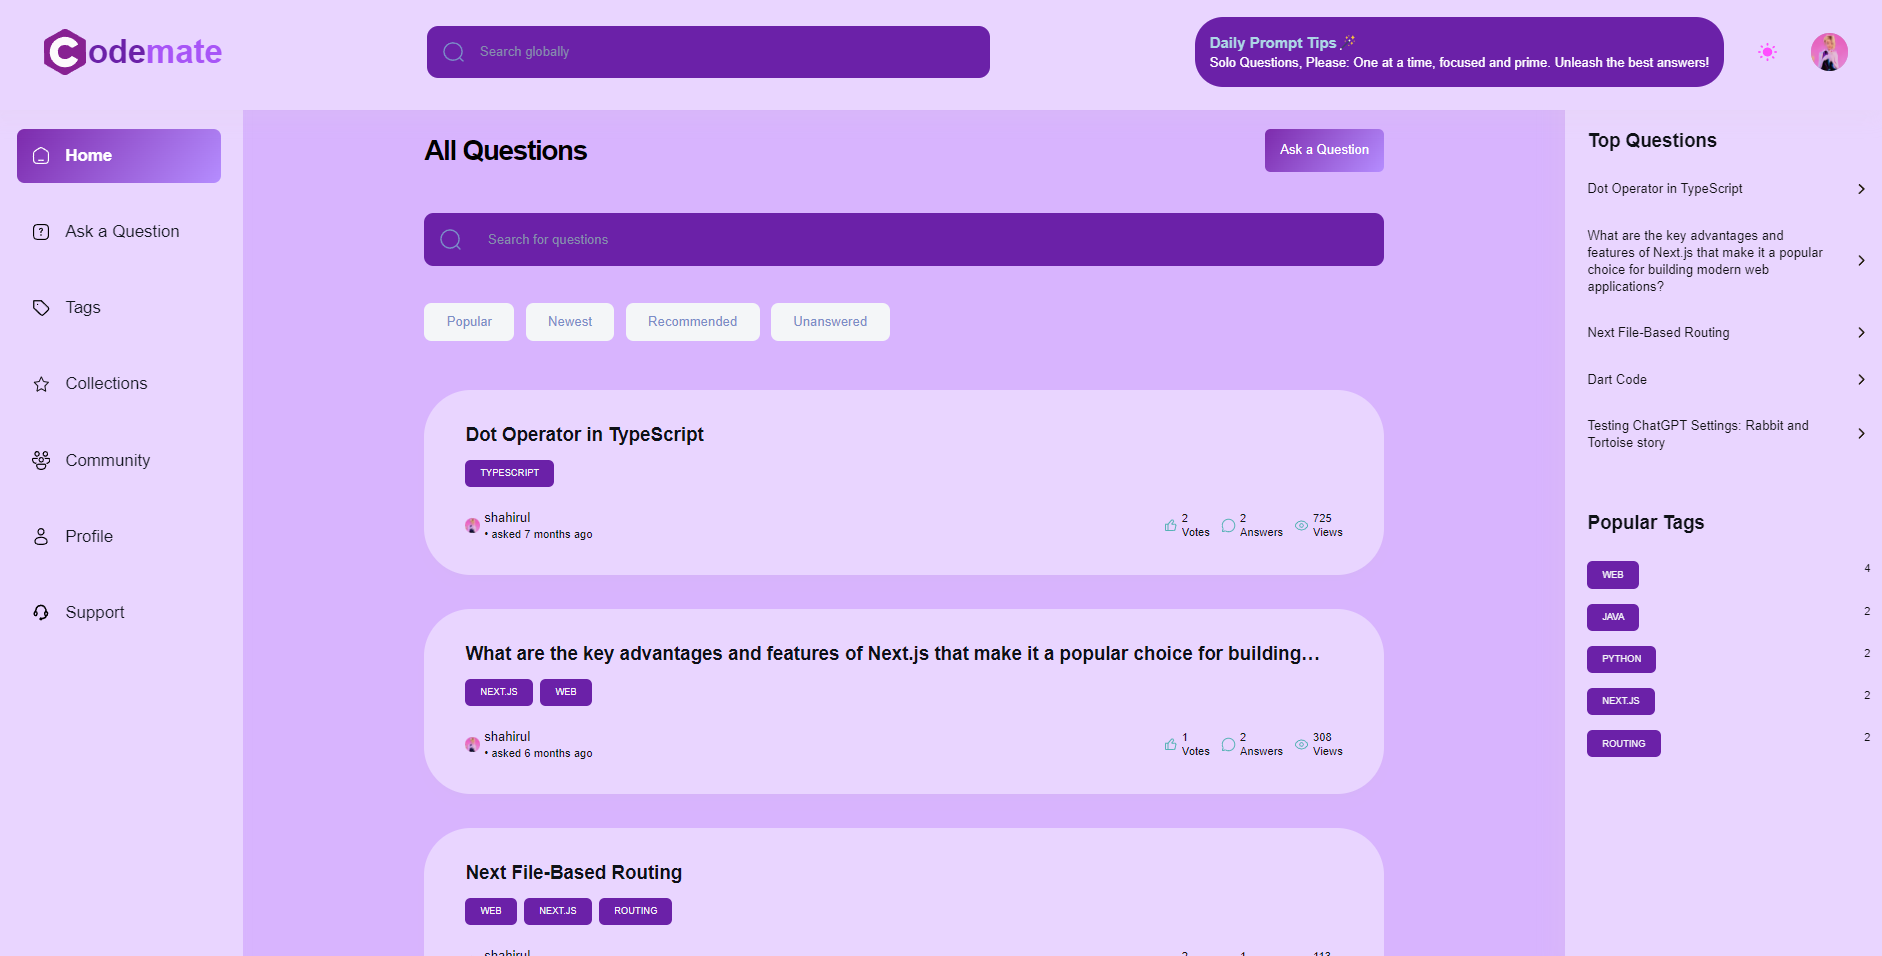 Codemate
Search globally
Daily Prompt Tips
Solo Questions, Please: One at a time, focused and prime. Unleash the best answers!
Home
Ask a Question
Tags
Collections
Community
Profile
Support
All Questions
Ask a Question
Search for questions
Popular
Newest
Recommended
Unanswered
Dot Operator in TypeScript
TYPESCRIPT
shahirul
• asked 7 months ago
2
Votes
2
Answers
725
Views
What are the key advantages and features of Next.js that make it a popular choice for building...
NEXT.JS
WEB
shahirul
• asked 6 months ago
1
Votes
2
Answers
308
Views
Next File-Based Routing
WEB
NEXT.JS
ROUTING
shahirul
2
1
113
Top Questions
Dot Operator in TypeScript
What are the key advantages and
features of Next.js that make it a popular
choice for building modern web
applications?
Next File-Based Routing
Dart Code
Testing ChatGPT Settings: Rabbit and
Tortoise story
Popular Tags
WEB
4
JAVA
2
PYTHON
2
NEXT.JS
2
ROUTING
2